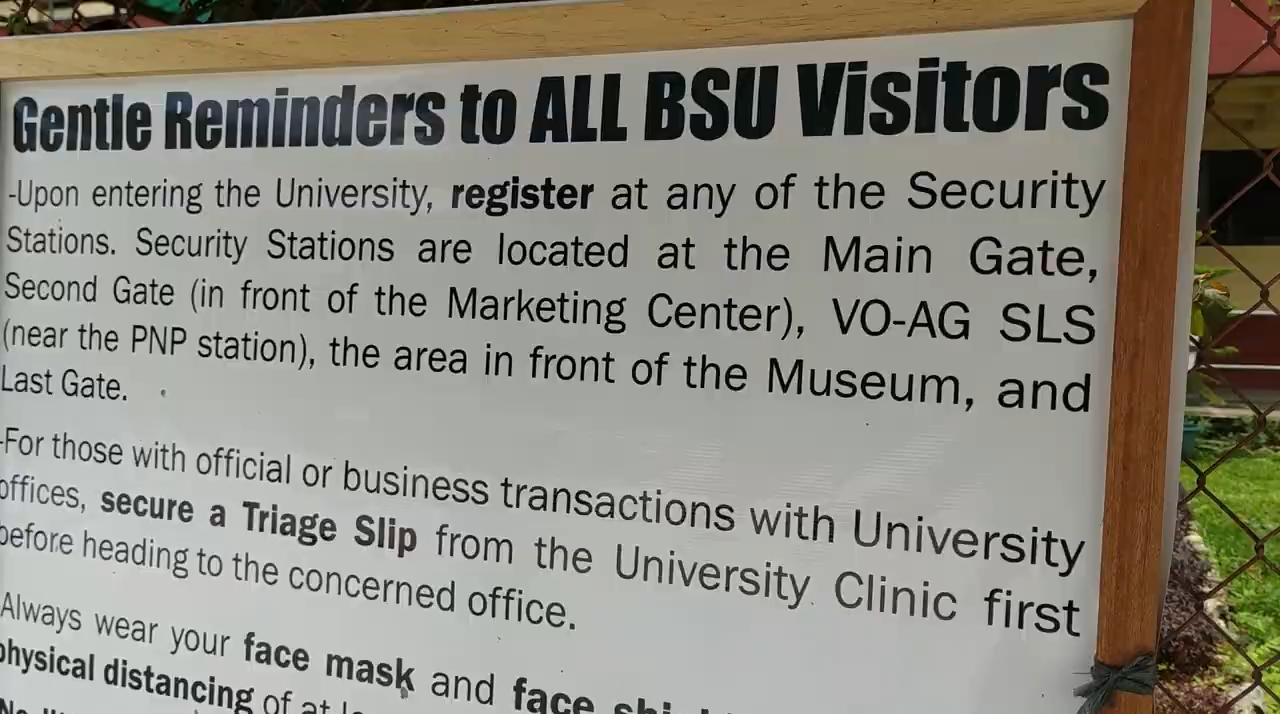 Gentle Reminders to ALL BSU Visitors
-Upon entering the University, register at any of the Security
Stations. Security Stations are located at the Main Gate,
Second Gate (in front of the Marketing Center), VO-AG SLS
(near the PNP station), the area in front of the Museum, and
Last Gate.
-For those with official or business transactions with University
offices, secure a Triage Slip from the University Clinic first
before heading to the concerned office.
Always wear your face mask and face
physical distancing of at